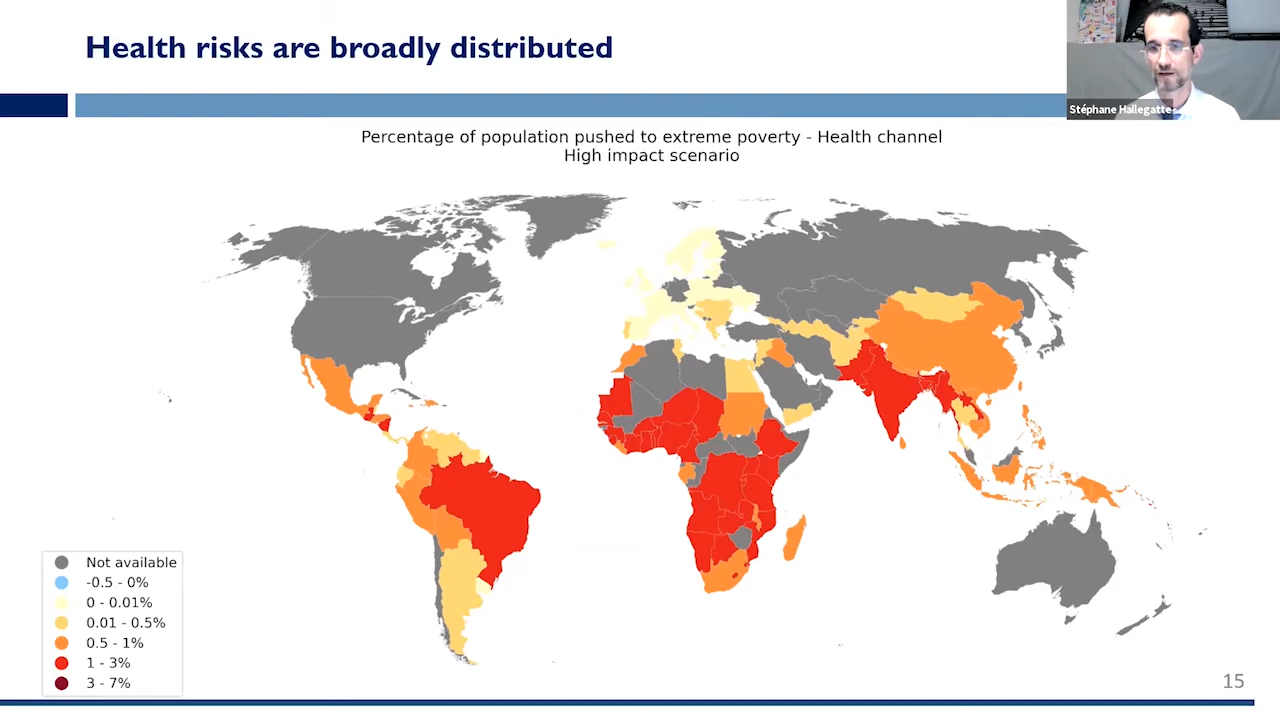 Health risks are broadly distributed
Stéphane Hallegatte
Percentage of population pushed to extreme poverty - Health channel
High impact scenario
Not available
-0.5 - 0%
0 - 0.01%
0.01 - 0.5%
0.5 - 1%
1 - 3%
3 - 7%
15